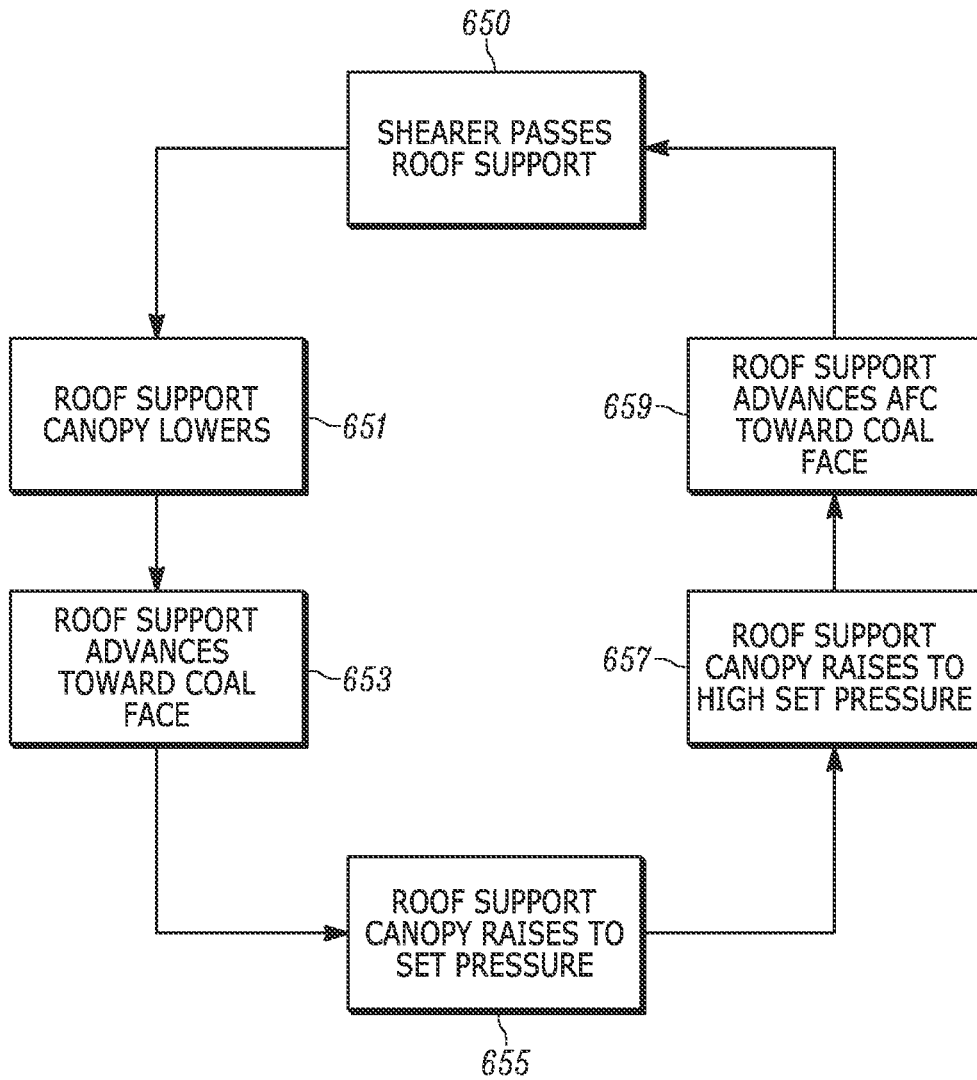 650
SHEARER PASSES
ROOF SUPPORT
ROOF SUPPORT
CANOPY LOWERS
651
ROOF SUPPORT
ADVANCES
TOWARD COAL
FACE
653
ROOF SUPPORT
CANOPY RAISES TO
SET PRESSURE
655
ROOF SUPPORT
CANOPY RAISES TO
HIGH SET PRESSURE
657
ROOF SUPPORT
ADVANCES AFC
TOWARD COAL
FACE
659